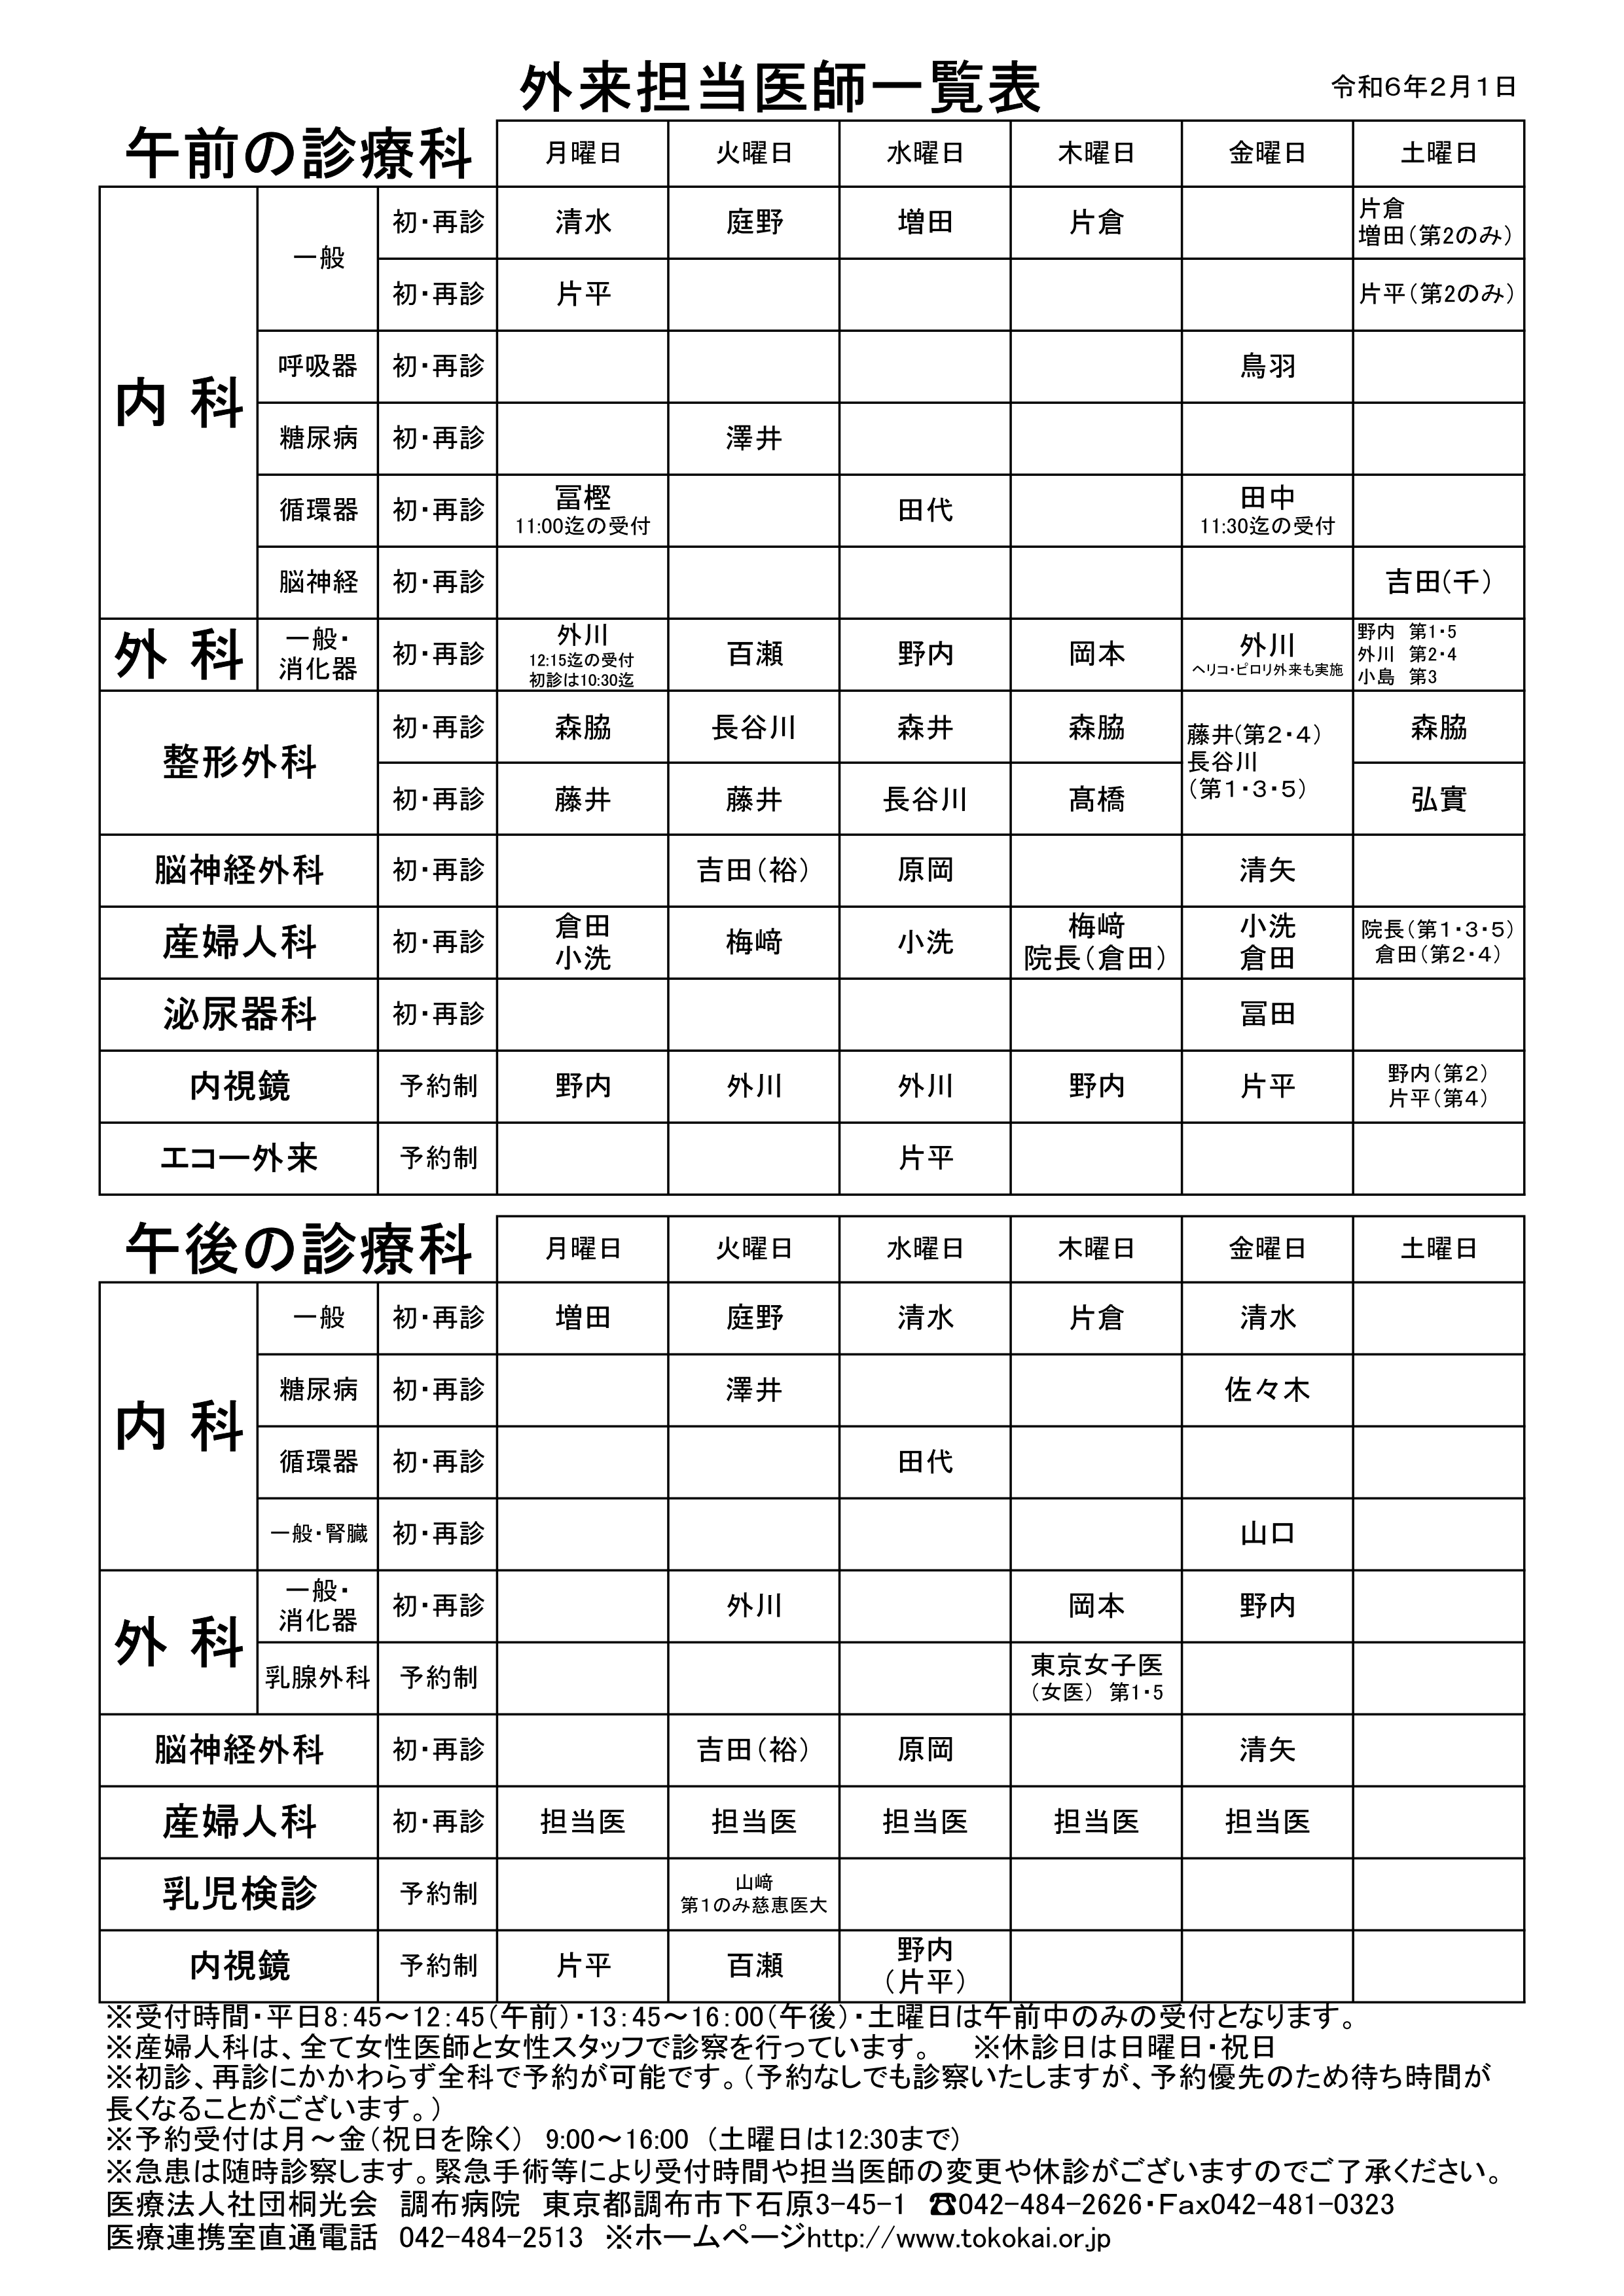 外来担当医師一覧表
令和6年2月1日
午前の診療科 月曜日 火曜日 水曜日 木曜日 金曜日 土曜日
内科
一般 初・再診 清水 庭野 増田 片倉 片倉
増田（第2のみ）
初・再診 片平 片平（第2のみ）
呼吸器 初・再診 鳥羽
糖尿病 初・再診 澤井
循環器 初・再診 冨樫 田代 田中
11:00迄の受付 11:30迄の受付
脳神経 初・再診 吉田(千)
外科 一般・
消化器 初・再診 外川 百瀬 野内 岡本 外川
12:15迄の受付
初診は10:30迄
ヘリコ・ピロリ外来も実施
野内 第1・5
外川 第2・4
小島 第3
整形外科
初・再診 森脇 長谷川 森井 森脇 藤井(第2・4)
長谷川
(第1・3・5) 森脇
初・再診 藤井 藤井 長谷川 髙橋 弘實
脳神経外科 初・再診 吉田（裕） 原岡 清矢
産婦人科 初・再診 倉田
小洗 梅﨑 小洗 梅﨑
院長（倉田） 小洗
倉田 院長（第1・3・5）
倉田（第2・4）
泌尿器科 初・再診 冨田
内視鏡 予約制 野内 外川 外川 野内 片平 野内（第2）
片平（第4）
エコー外来 予約制 片平
午後の診療科 月曜日 火曜日 水曜日 木曜日 金曜日 土曜日
内科
一般 初・再診 増田 庭野 清水 片倉 清水
糖尿病 初・再診 澤井 佐々木
循環器 初・再診 田代
一般・腎臓 初・再診 山口
外科
一般・
消化器 初・再診 外川 岡本 野内
乳腺外科 予約制 東京女子医
（女医） 第1・5
脳神経外科 初・再診 吉田（裕） 原岡 清矢
産婦人科 初・再診 担当医 担当医 担当医 担当医 担当医
乳児検診 予約制 山﨑
第1のみ慈恵医大
内視鏡 予約制 片平 百瀬 野内
（片平）
※受付時間・平日8:45～12:45(午前)・13:45～16:00(午後)・土曜日は午前中のみの受付となります。
※産婦人科は、全て女性医師と女性スタッフで診察を行っています。 ※休診日は日曜日・祝日
※初診、再診にかかわらず全科で予約が可能です。（予約なしでも診察いたしますが、予約優先のため待ち時間が
長くなることがございます。）
※予約受付は月～金（祝日を除く） 9:00～16:00 （土曜日は12:30まで）
※急患は随時診察します。緊急手術等により受付時間や担当医師の変更や休診がございますのでご了承ください。
医療法人社団桐光会 調布病院 東京都調布市下石原3-45-1 ☎042-484-2626・Fax042-481-0323
医療連携室直通電話 042-484-2513 ※ホームページhttp://www.tokokai.or.jp